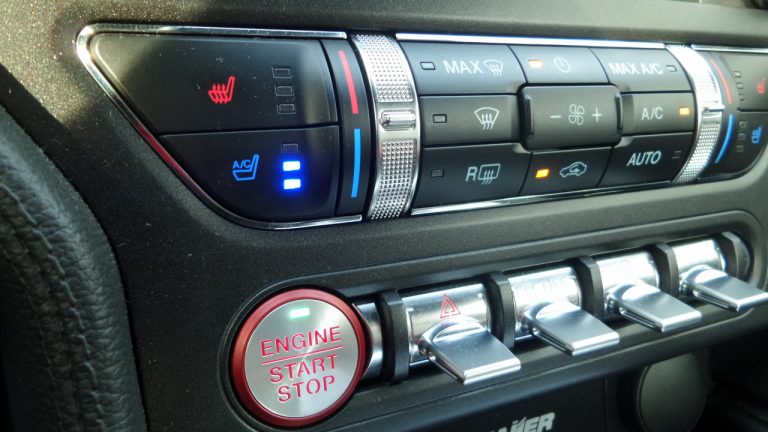 MAX
MAX A/C
- +
A/C
A/C
R
AUTO
ENGINE
START
STOP